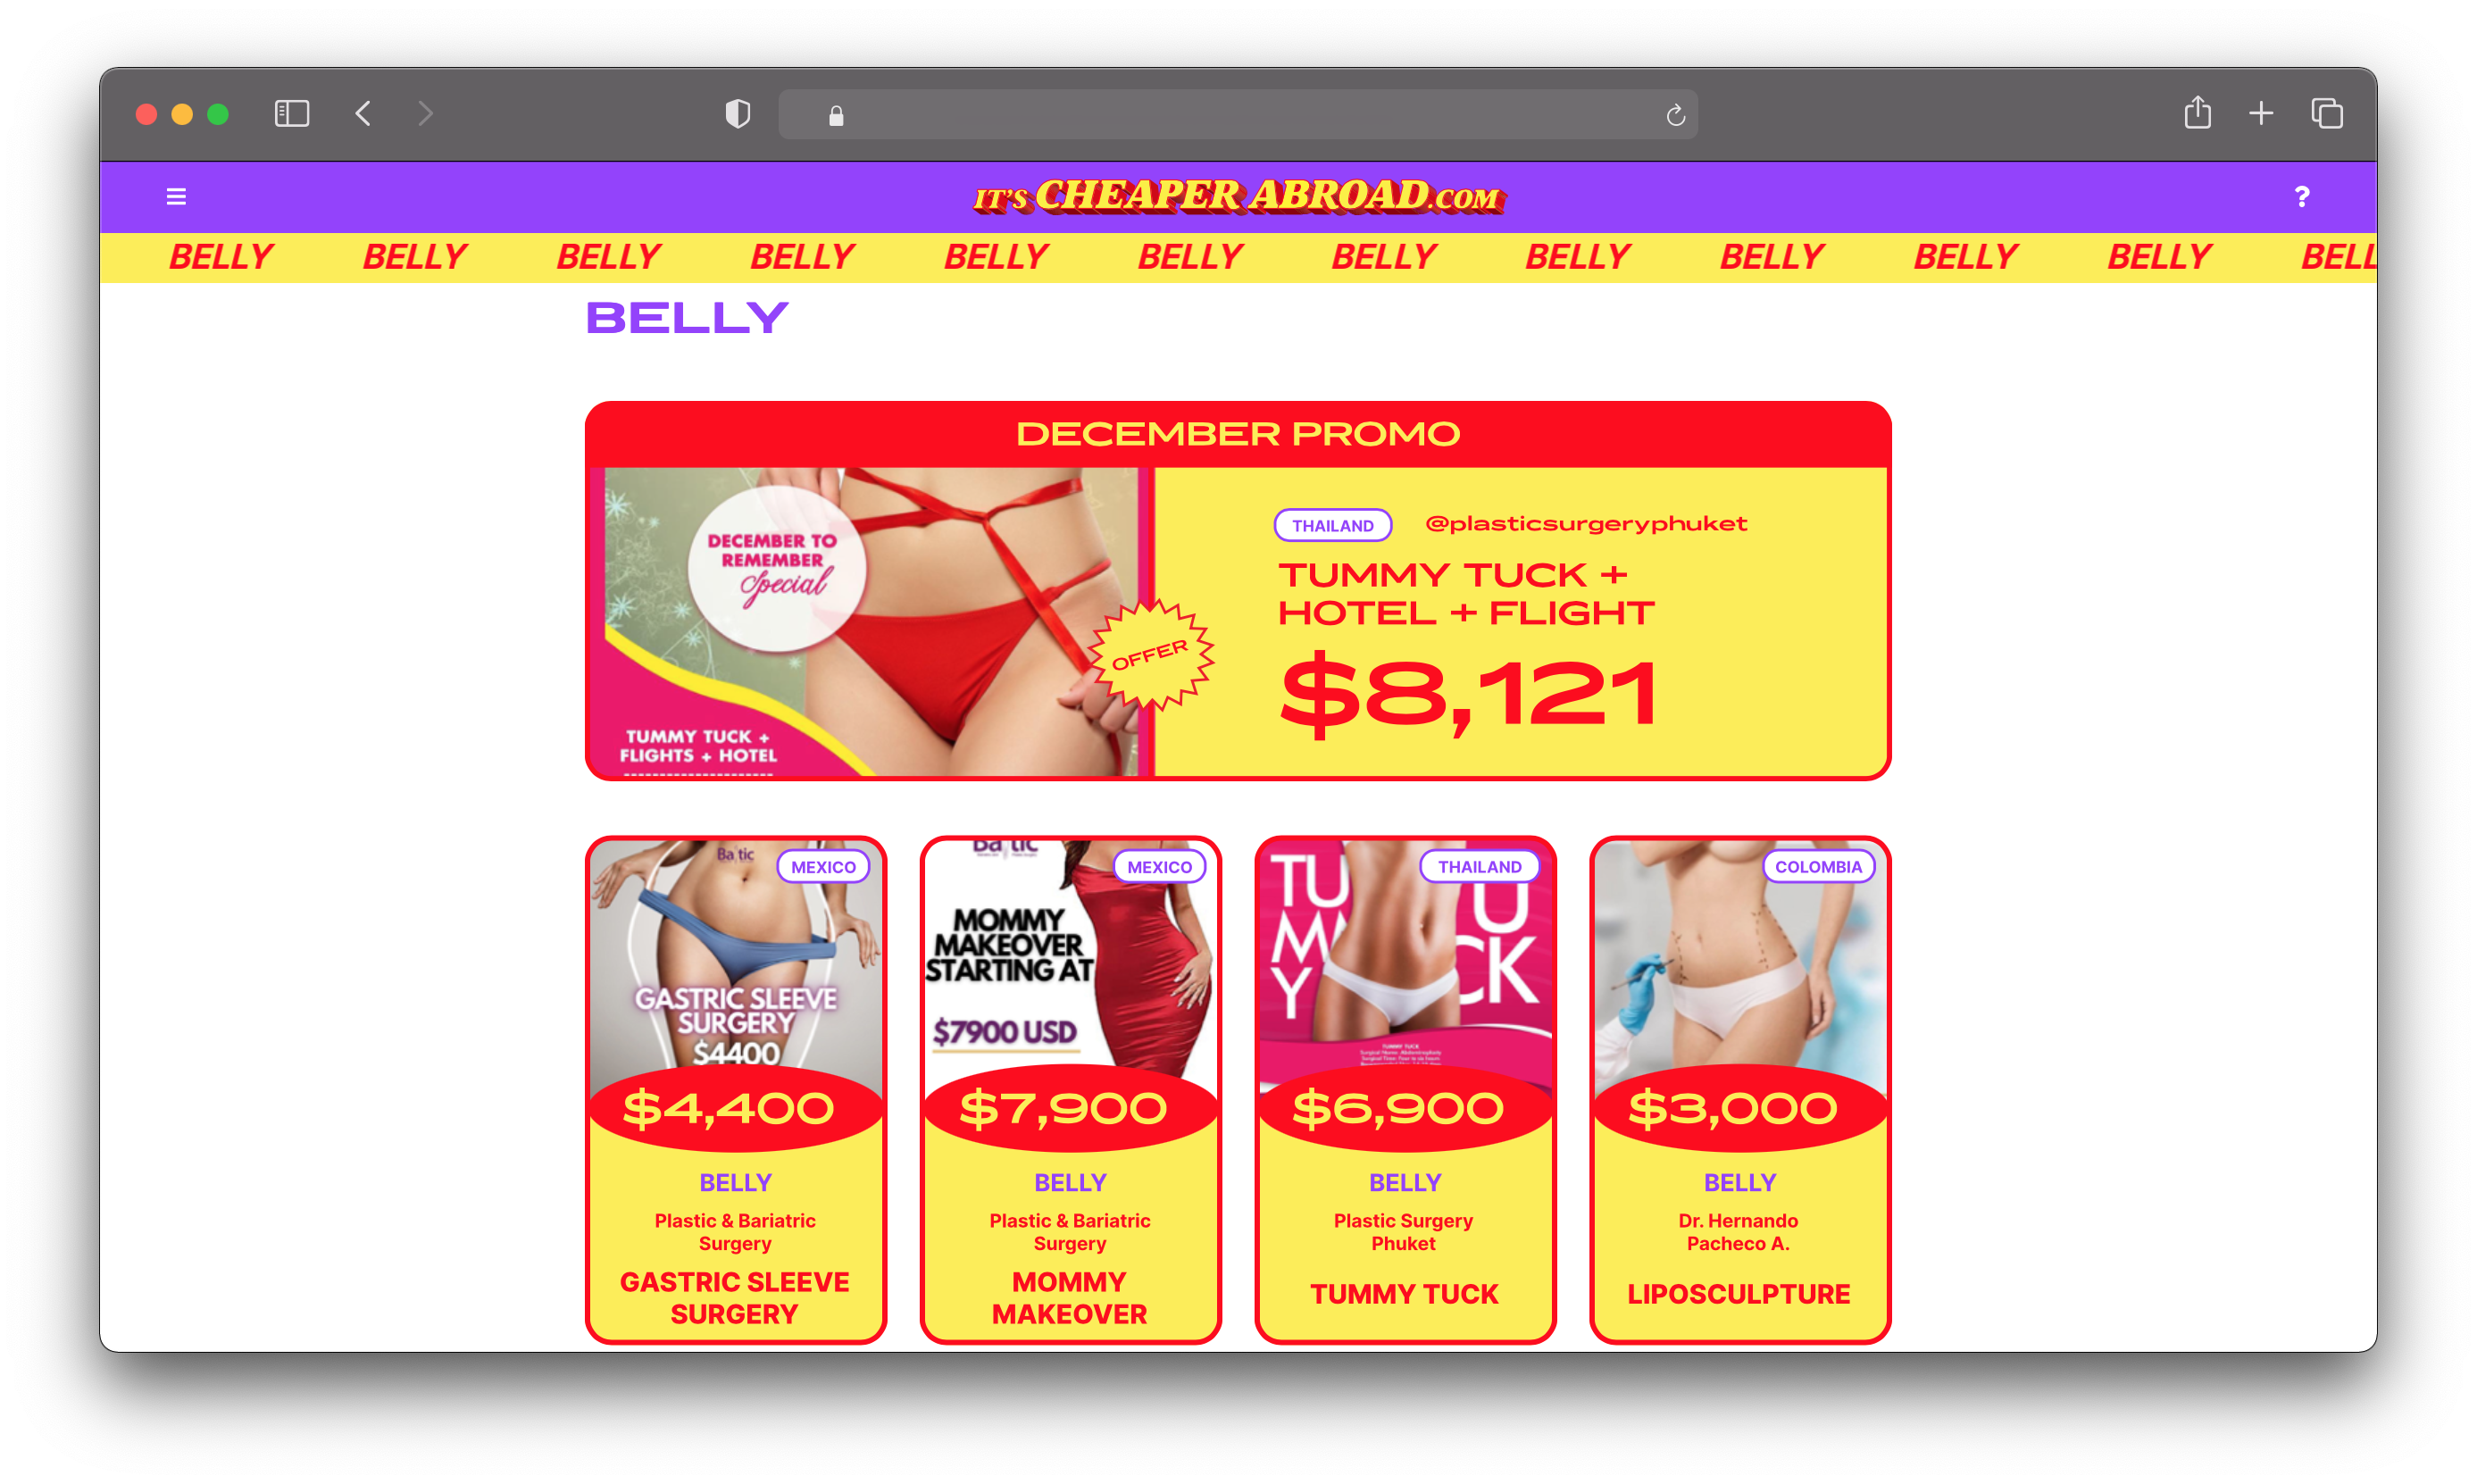 IT'S CHEAPER ABROAD.COM
?
BELLY BELLY BELLY BELLY BELLY BELLY BELLY BELLY BELLY BELLY BELLY BELL
BELLY
DECEMBER PROMO
DECEMBER TO
REMEMBER
Special
TUMMY TUCK +
FLIGHTS + HOTEL
OFFER
THAILAND @plasticsurgeryphuket
TUMMY TUCK +
HOTEL + FLIGHT
$8,121
MEXICO
GASTRIC SLEEVE
SURGERY
$4400
$4,400
BELLY
Plastic & Bariatric
Surgery
GASTRIC SLEEVE
SURGERY
MEXICO
MOMMY
MAKEOVER
STARTING AT
$7900 USD
$7,900
BELLY
Plastic & Bariatric
Surgery
MOMMY
MAKEOVER
THAILAND
TU U
M CK
Y
TUMMY TUCK
$6,900
BELLY
Plastic Surgery
Phuket
TUMMY TUCK
COLOMBIA
$3,000
BELLY
Dr. Hernando
Pacheco A.
LIPOSCULPTURE